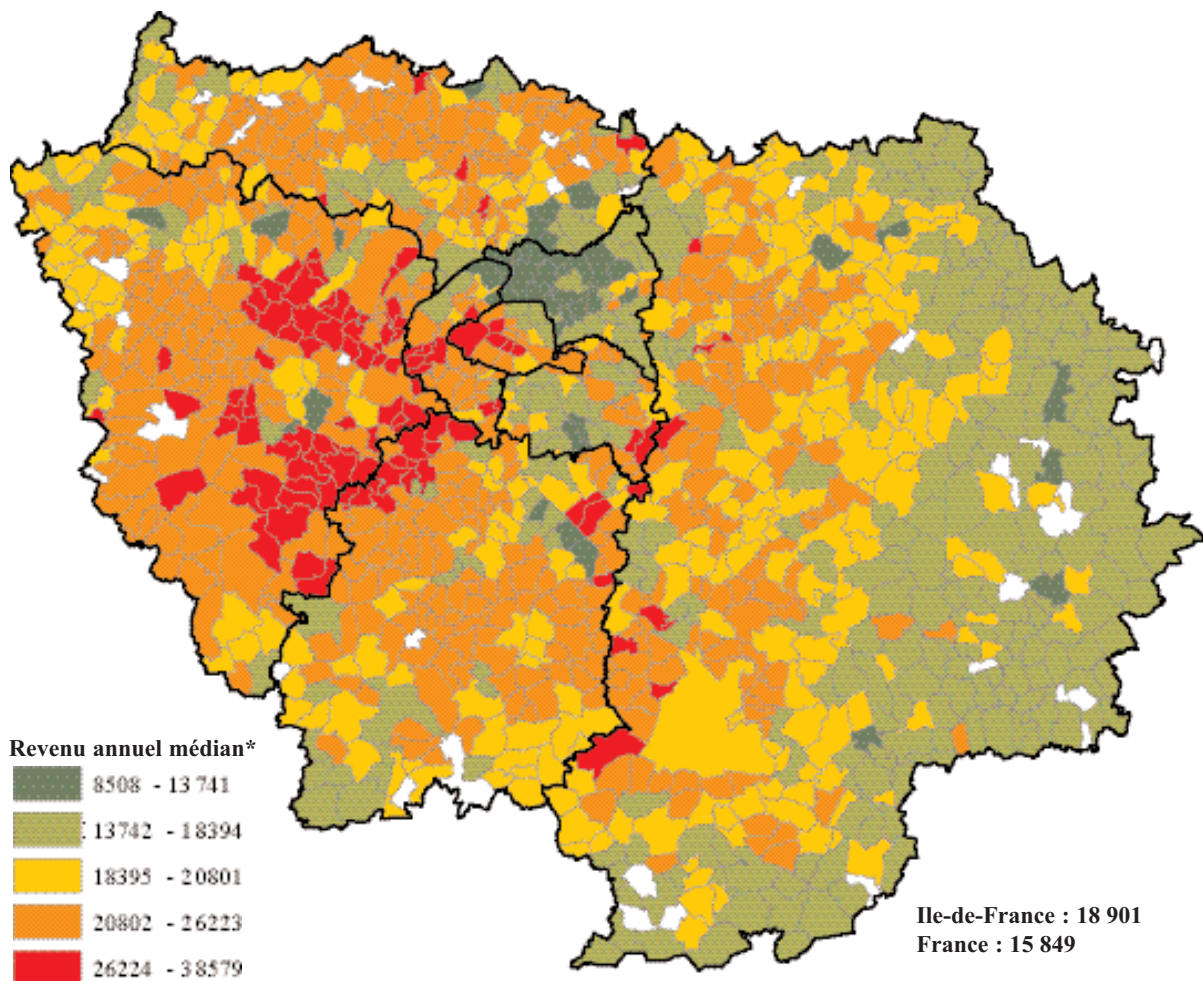 Revenu annuel médian*
8508 - 13 741
: 13742 - 18394
18395 - 20801
20802 - 26223
26224 - 38579
Ile-de-France : 18 901
France : 15 849